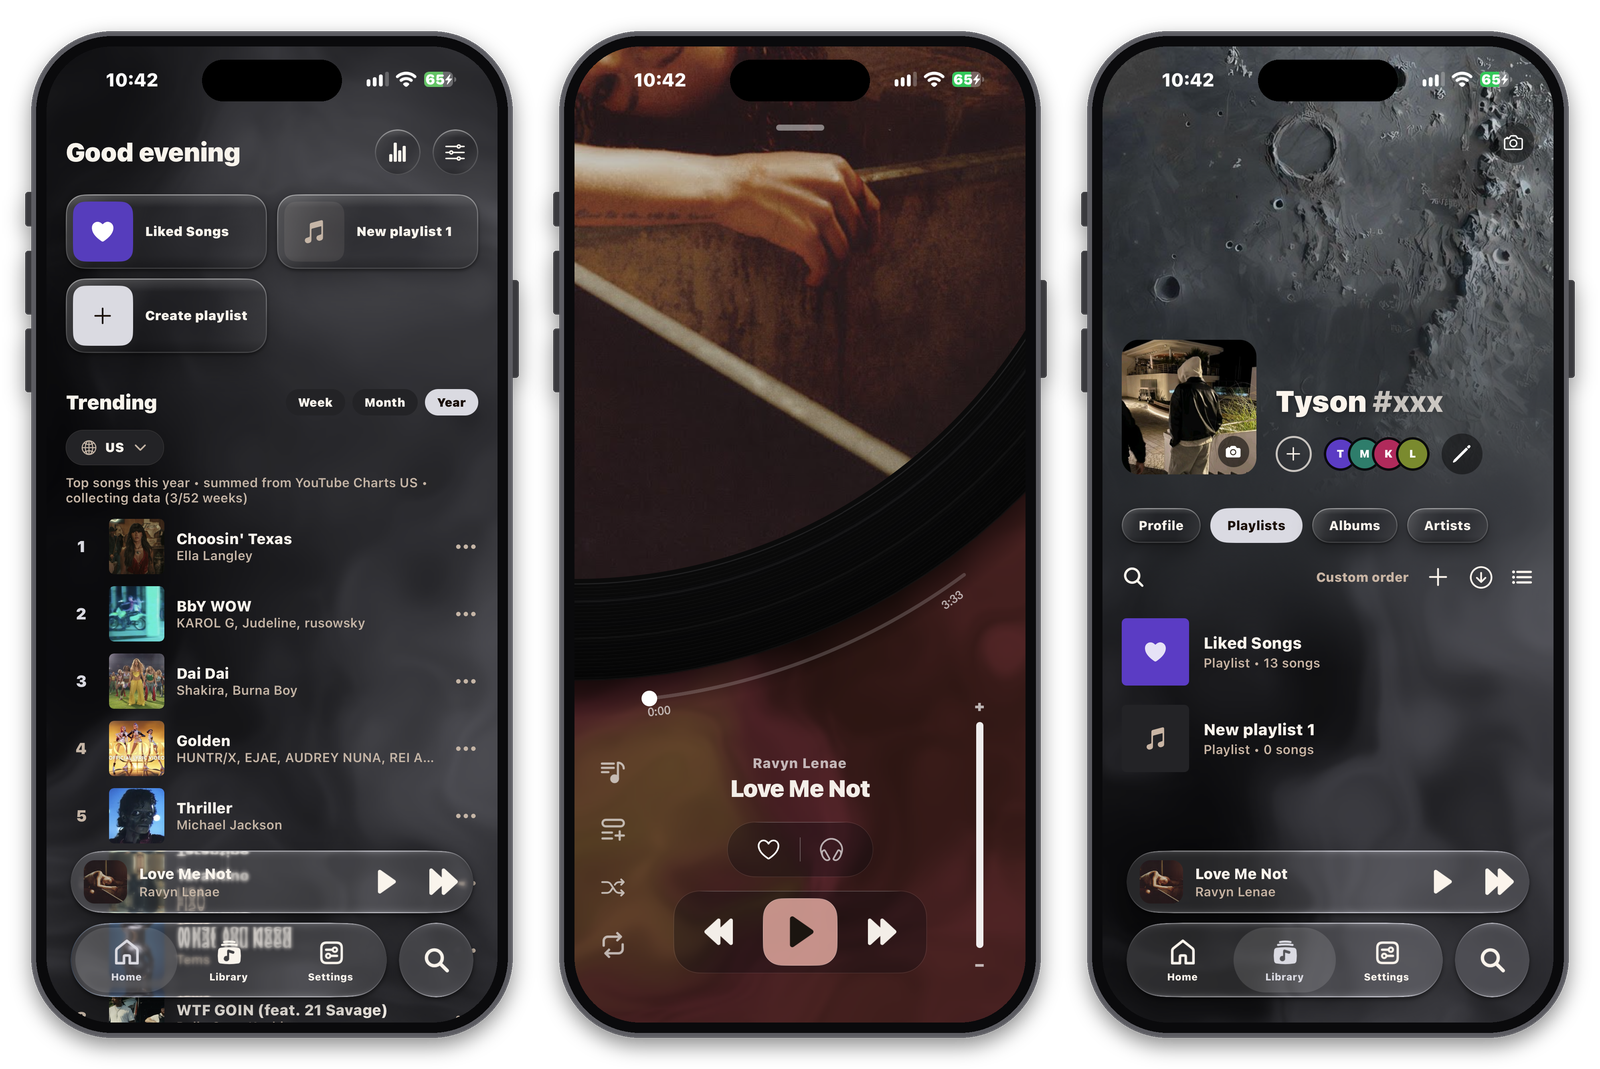 10:42
65
Good evening
Liked Songs
New playlist 1
Create playlist
Trending
Week
Month
Year
US
Top songs this year • summed from YouTube Charts US •
collecting data (3/52 weeks)
1
Choosin' Texas
Ella Langley
2
BbY WOW
KAROL G, Judeline, rusowsky
3
Dai Dai
Shakira, Burna Boy
4
Golden
HUNTR/X, EJAE, AUDREY NUNA, REI A...
5
Thriller
Michael Jackson
Love Me Not
Ravyn Lenae
Tems
Home
Library
Settings
WTF GOIN (feat. 21 Savage)
10:42
65
3:33
0:00
+
Ravyn Lenae
Love Me Not
-
10:42
65
Tyson #xxx
T
M
K
L
Profile
Playlists
Albums
Artists
Custom order
Liked Songs
Playlist • 13 songs
New playlist 1
Playlist • 0 songs
Love Me Not
Ravyn Lenae
Home
Library
Settings